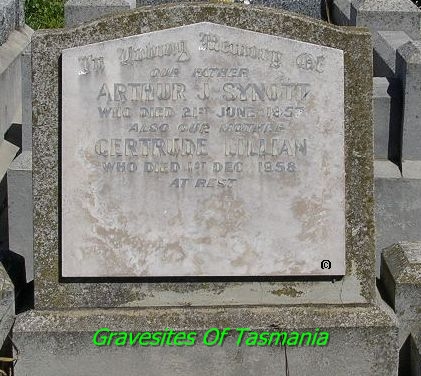 In Loving Memory Of
OUR FATHER
ARTHUR J. SYNOTT
WHO DIED 21ST JUNE 1957
ALSO OUR MOTHER
GERTRUDE LILLIAN
WHO DIED 1ST DEC. 1958
AT REST
©
Gravesites Of Tasmania